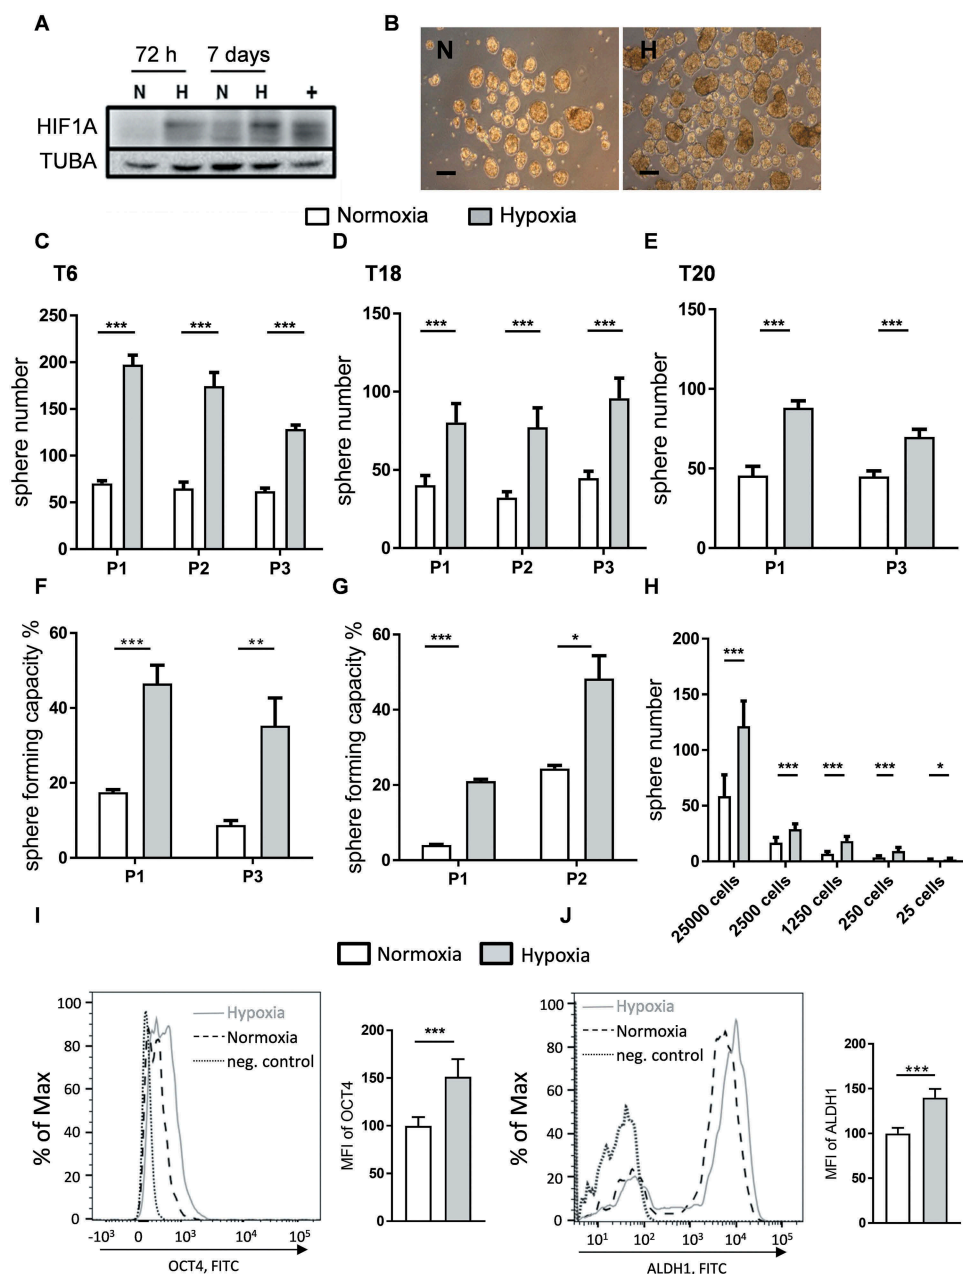 A
72 h 7 days
N H N H +
HIF1A
TUBA
B
N H
Normoxia Hypoxia
C D E
T6 T18 T20
sphere number
250
200
150
100
50
0
*** *** ***
P1 P2 P3
sphere number
150
100
50
0
*** *** ***
P1 P2 P3
sphere number
150
100
50
0
*** ***
P1 P3
F G H
sphere forming capacity %
60
40
20
0
*** **
P1 P3
sphere forming capacity %
60
40
20
0
*** *
P1 P2
sphere number
200
150
100
50
0
*** *** *** *** *
25000 cells
2500 cells
1250 cells
250 cells
25 cells
I J
Normoxia Hypoxia
% of Max
100
80
60
40
20
0
Hypoxia
Normoxia
neg. control
-10³ 0 10³ 10⁴ 10⁵
OCT4, FITC
MFI of OCT4
200
150
100
50
0
***
% of Max
100
80
60
40
20
0
Hypoxia
Normoxia
neg. control
10¹ 10² 10³ 10⁴ 10⁵
ALDH1, FITC
MFI of ALDH1
200
150
100
50
0
***